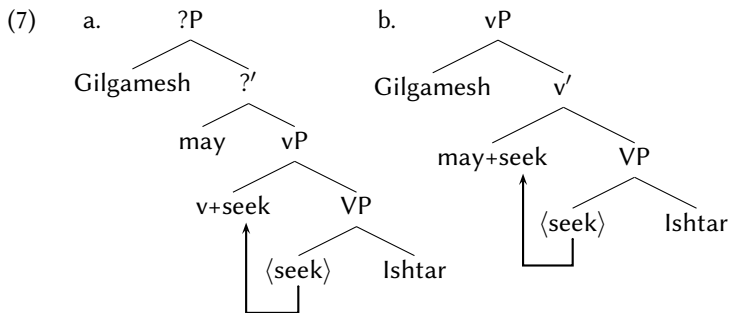 (7) a. ?P b. vP
Gilgamesh ?′ Gilgamesh v′
may vP may+seek VP
v+seek VP ⟨seek⟩ Ishtar
⟨seek⟩ Ishtar